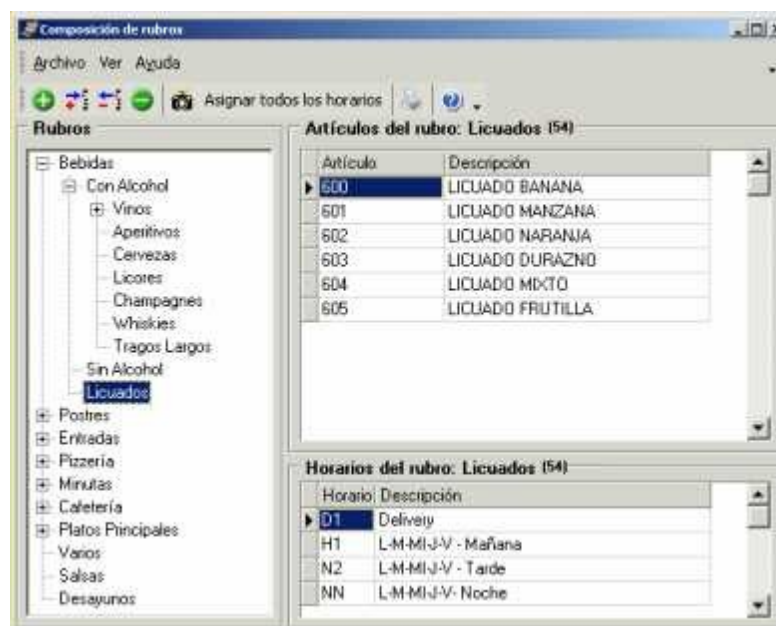 Composición de rubros
Archivo Ver Ayuda
Asignar todos los horarios
Rubros
Bebidas
Con Alcohol
Vinos
Aperitivos
Cervezas
Licores
Champagnes
Whiskies
Tragos Largos
Sin Alcohol
Licuados
Postres
Entradas
Pizzería
Minutas
Cafetería
Platos Principales
Varios
Salsas
Desayunos
Artículos del rubro: Licuados (54)
Artículo Descripción
600 LICUADO BANANA
601 LICUADO MANZANA
602 LICUADO NARANJA
603 LICUADO DURAZNO
604 LICUADO MIXTO
605 LICUADO FRUTILLA
Horarios del rubro: Licuados (54)
Horario Descripción
D1 Delivery
H1 L-M-MI-J-V - Mañana
N2 L-M-MI-J-V - Tarde
NN L-M-MI-J-V- Noche